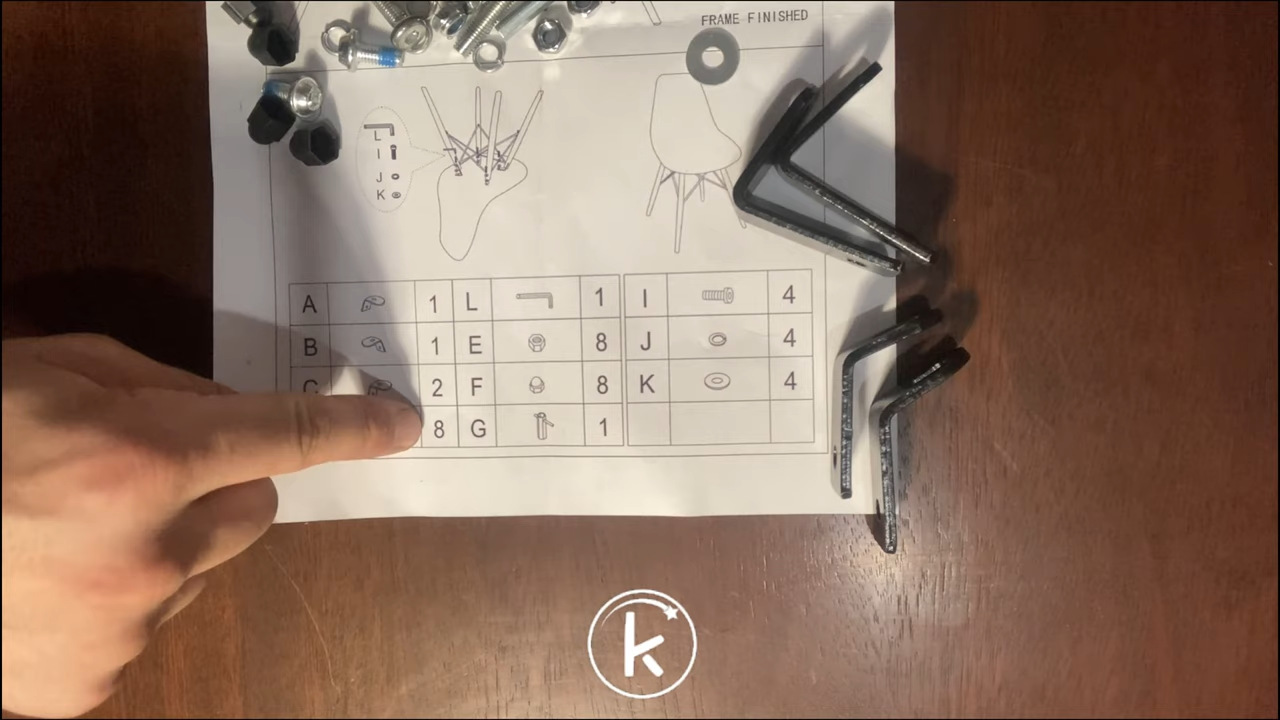 FRAME FINISHED
L
I
J
K
A 1 L 1 I 4
B 1 E 8 J 4
C 2 F 8 K 4
8 G 1
k